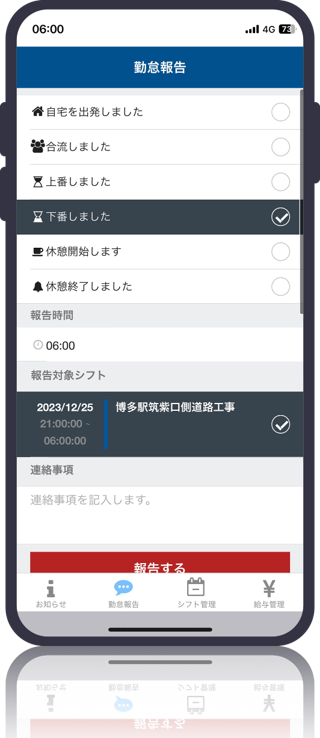 06:00
4G
73
勤怠報告
自宅を出発しました
合流しました
上番しました
下番しました
休憩開始します
休憩終了しました
報告時間
06:00
報告対象シフト
2023/12/25
21:00:00 ~
06:00:00
博多駅筑紫口側道路工事
連絡事項
連絡事項を記入します。
報告する
お知らせ
勤怠報告
シフト管理
給与管理